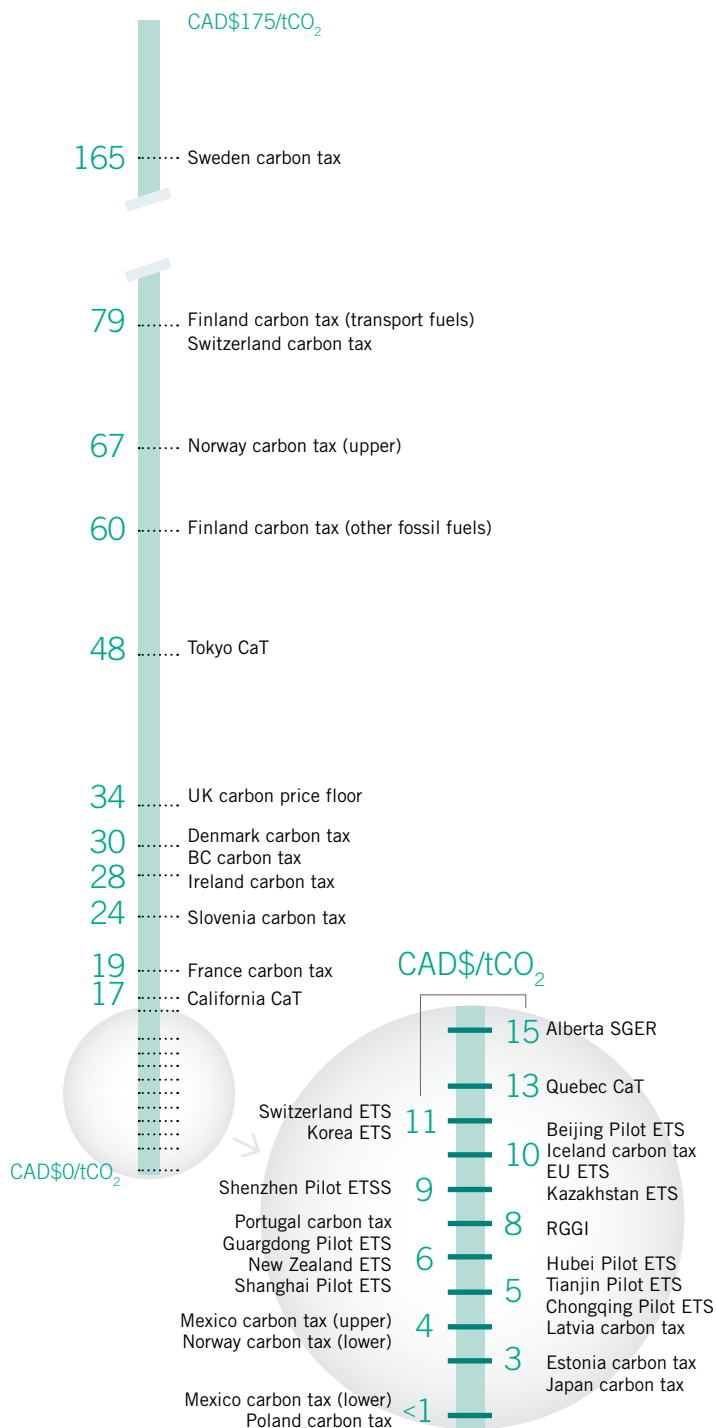 CAD$175/tCO₂
165 Sweden carbon tax
79 Finland carbon tax (transport fuels)
Switzerland carbon tax
67 Norway carbon tax (upper)
60 Finland carbon tax (other fossil fuels)
48 Tokyo CaT
34 UK carbon price floor
30 Denmark carbon tax
BC carbon tax
28 Ireland carbon tax
24 Slovenia carbon tax
19 France carbon tax
17 California CaT
CAD$0/tCO₂
CAD$/tCO₂
15 Alberta SGER
13 Quebec CaT
Switzerland ETS
Korea ETS
11
Beijing Pilot ETS
Iceland carbon tax
10
EU ETS
Kazakhstan ETS
Shenzhen Pilot ETSS 9
8 RGGI
Portugal carbon tax
Guargdong Pilot ETS
New Zealand ETS
Shanghai Pilot ETS
6
Hubei Pilot ETS
Tianjin Pilot ETS
5
Chongqing Pilot ETS
Latvia carbon tax
Mexico carbon tax (upper)
Norway carbon tax (lower)
4
3 Estonia carbon tax
Japan carbon tax
Mexico carbon tax (lower)
Poland carbon tax
<1